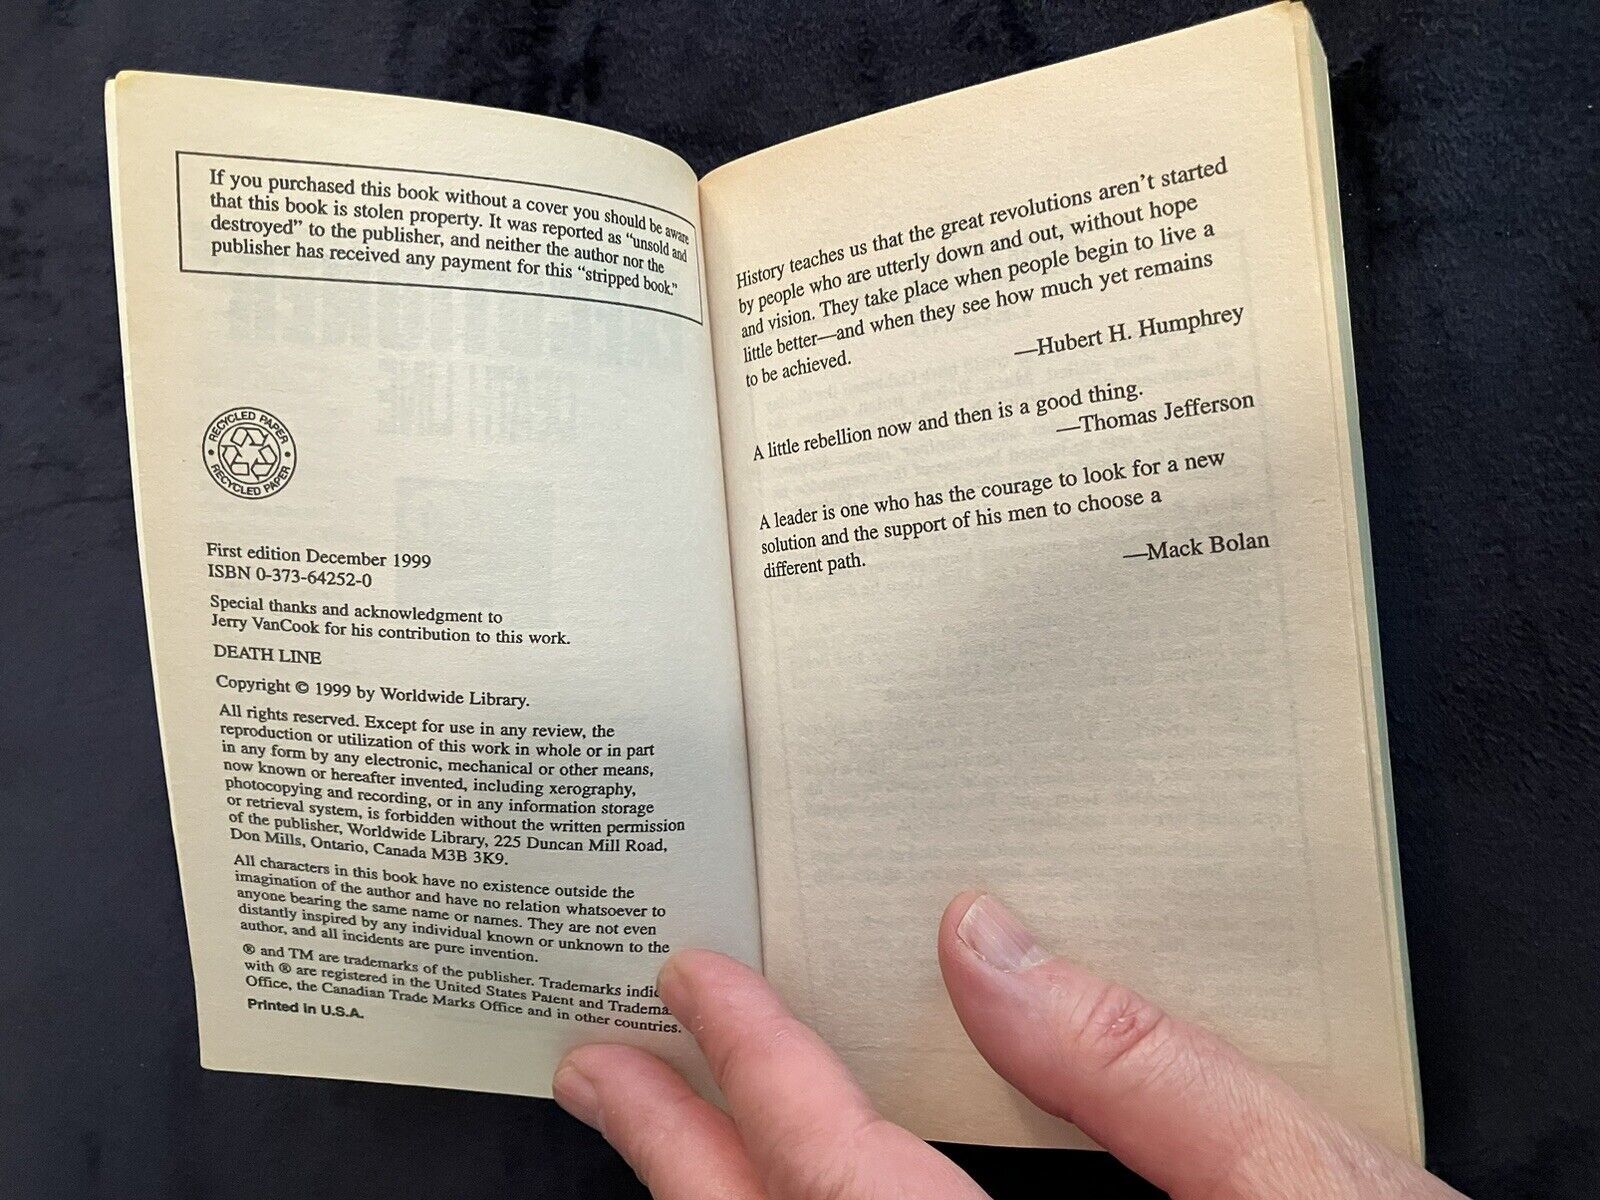 If you purchased this book without a cover you should be aware
that this book is stolen property. It was reported as "unsold and
destroyed" to the publisher, and neither the author nor the
publisher has received any payment for this "stripped book."
RECYCLED PAPER
RECYCLED PAPER
First edition December 1999
ISBN 0-373-64252-0
Special thanks and acknowledgment to
Jerry VanCook for his contribution to this work.
DEATH LINE
Copyright © 1999 by Worldwide Library.
All rights reserved. Except for use in any review, the
reproduction or utilization of this work in whole or in part
in any form by any electronic, mechanical or other means,
now known or hereafter invented, including xerography,
photocopying and recording, or in any information storage
or retrieval system, is forbidden without the written permission
of the publisher, Worldwide Library, 225 Duncan Mill Road,
Don Mills, Ontario, Canada M3B 3K9.
All characters in this book have no existence outside the
imagination of the author and have no relation whatsoever to
anyone bearing the same name or names. They are not even
distantly inspired by any individual known or unknown to the
author, and all incidents are pure invention.
® and TM are trademarks of the publisher. Trademarks
with ® are registered in the United States Patent and
Office, the Canadian Trade Marks Office and in other countries.
Printed in U.S.A.
History teaches us that the great revolutions aren't started
by people who are utterly down and out, without hope
and vision. They take place when people begin to live a
little better—and when they see how much yet remains
to be achieved.
—Hubert H. Humphrey
A little rebellion now and then is a good thing.
—Thomas Jefferson
A leader is one who has the courage to look for a new
solution and the support of his men to choose a
different path.
—Mack Bolan